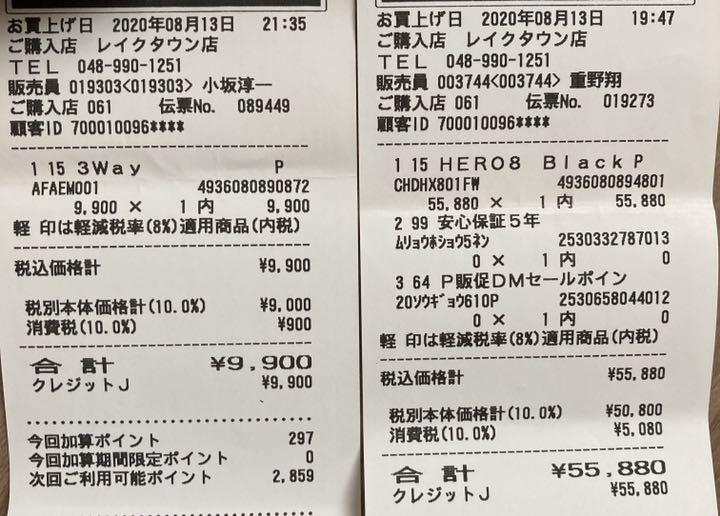 お買上げ日 2020年08月13日 21:35
ご購入店 レイクタウン店
TEL 048-990-1251
販売員 019303<019303> 小坂淳一
ご購入店 061 伝票No. 089449
顧客ID 700010096****
1 15 3Way P
AFAEM001 4936080890872
9,900 × 1 内 9,900
軽 印は軽減税率(8%)適用商品(内税)
税込価格計 ¥9,900
税別本体価格計(10.0%) ¥9,000
消費税(10.0%) ¥900
合計 ¥9,900
クレジットJ ¥9,900
今回加算ポイント 297
今回加算期間限定ポイント 0
次回ご利用可能ポイント 2,859
お買上げ日 2020年08月13日 19:47
ご購入店 レイクタウン店
TEL 048-990-1251
販売員 003744<003744> 重野翔
ご購入店 061 伝票No. 019273
顧客ID 700010096****
1 15 HERO8 Black P
CHDHX801FW 4936080894801
55,880 × 1 内 55,880
2 99 安心保証5年
ムリョウホショウ5ネン 2530332787013
0 × 1 内 0
3 64 P販促DMセールポイン
20ソウギョウ610P 2530658044012
0 × 1 内 0
軽 印は軽減税率(8%)適用商品(内税)
税込価格計 ¥55,880
税別本体価格計(10.0%) ¥50,800
消費税(10.0%) ¥5,080
合計 ¥55,880
クレジットJ ¥55,880